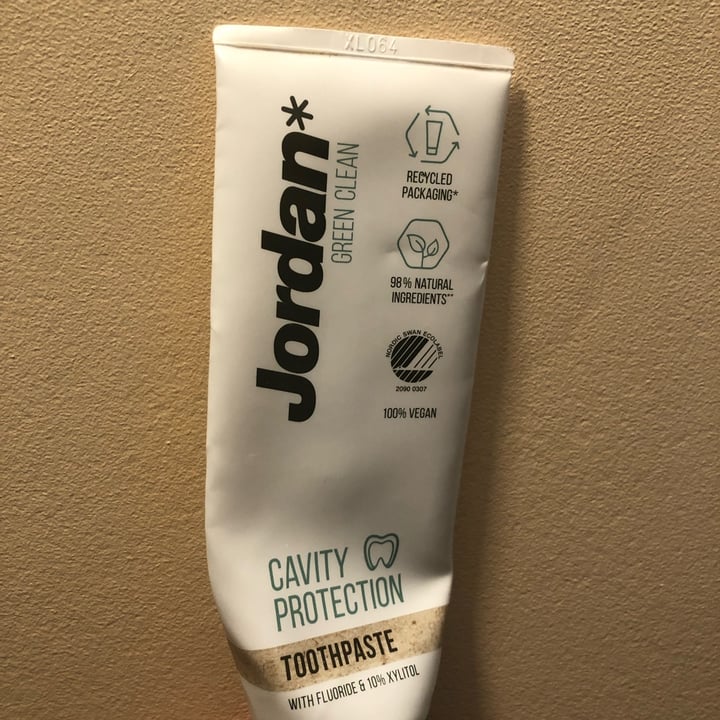 XL064
Jordan*
GREEN CLEAN
RECYCLED
PACKAGING*
98% NATURAL
INGREDIENTS**
NORDIC SWAN ECOLABEL
2090 0307
100% VEGAN
CAVITY
PROTECTION
TOOTHPASTE
WITH FLUORIDE & 10% XYLITOL